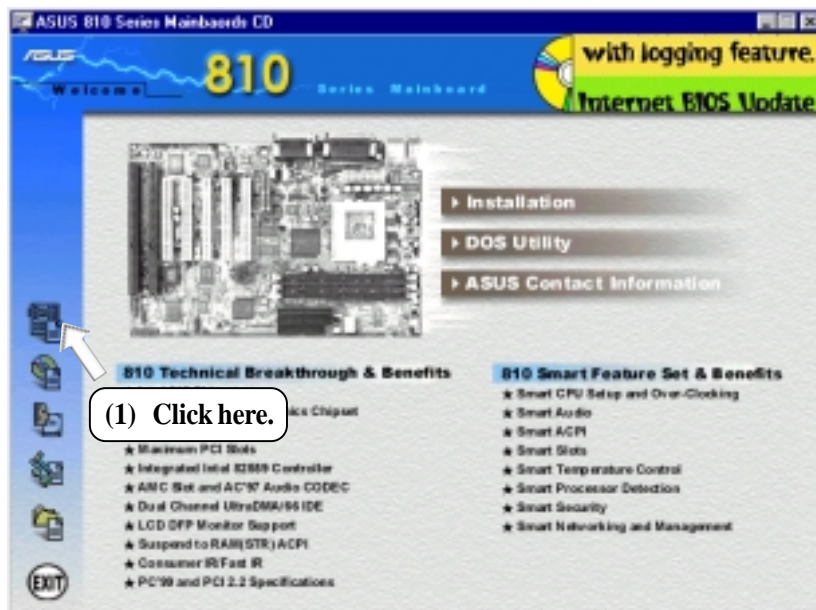 ASUS 810 Series Mainbaords CD
ASUS
Welcome
810
Series Mainboard
with logging feature.
Internet BIOS Update
Installation
DOS Utility
ASUS Contact Information
810 Technical Breakthrough & Benefits
ics Chipset
(1) Click here.
★ Maximum PCI Slots
★ Integrated Intel Controller
★ AMC Slot and AC'97 Audio CODEC
★ Dual Channel UltraDMA/66 IDE
★ LCD DFP Monitor Support
★ Suspend to RAM(STR) ACPI
★ Consumer IR/Fast IR
★ PC'99 and PCI 2.2 Specifications
810 Smart Feature Set & Benefits
★ Smart CPU Setup and Over-Clocking
★ Smart Audio
★ Smart ACPI
★ Smart Slots
★ Smart Temperature Control
★ Smart Processor Detection
★ Smart Security
★ Smart Networking and Management
EXIT